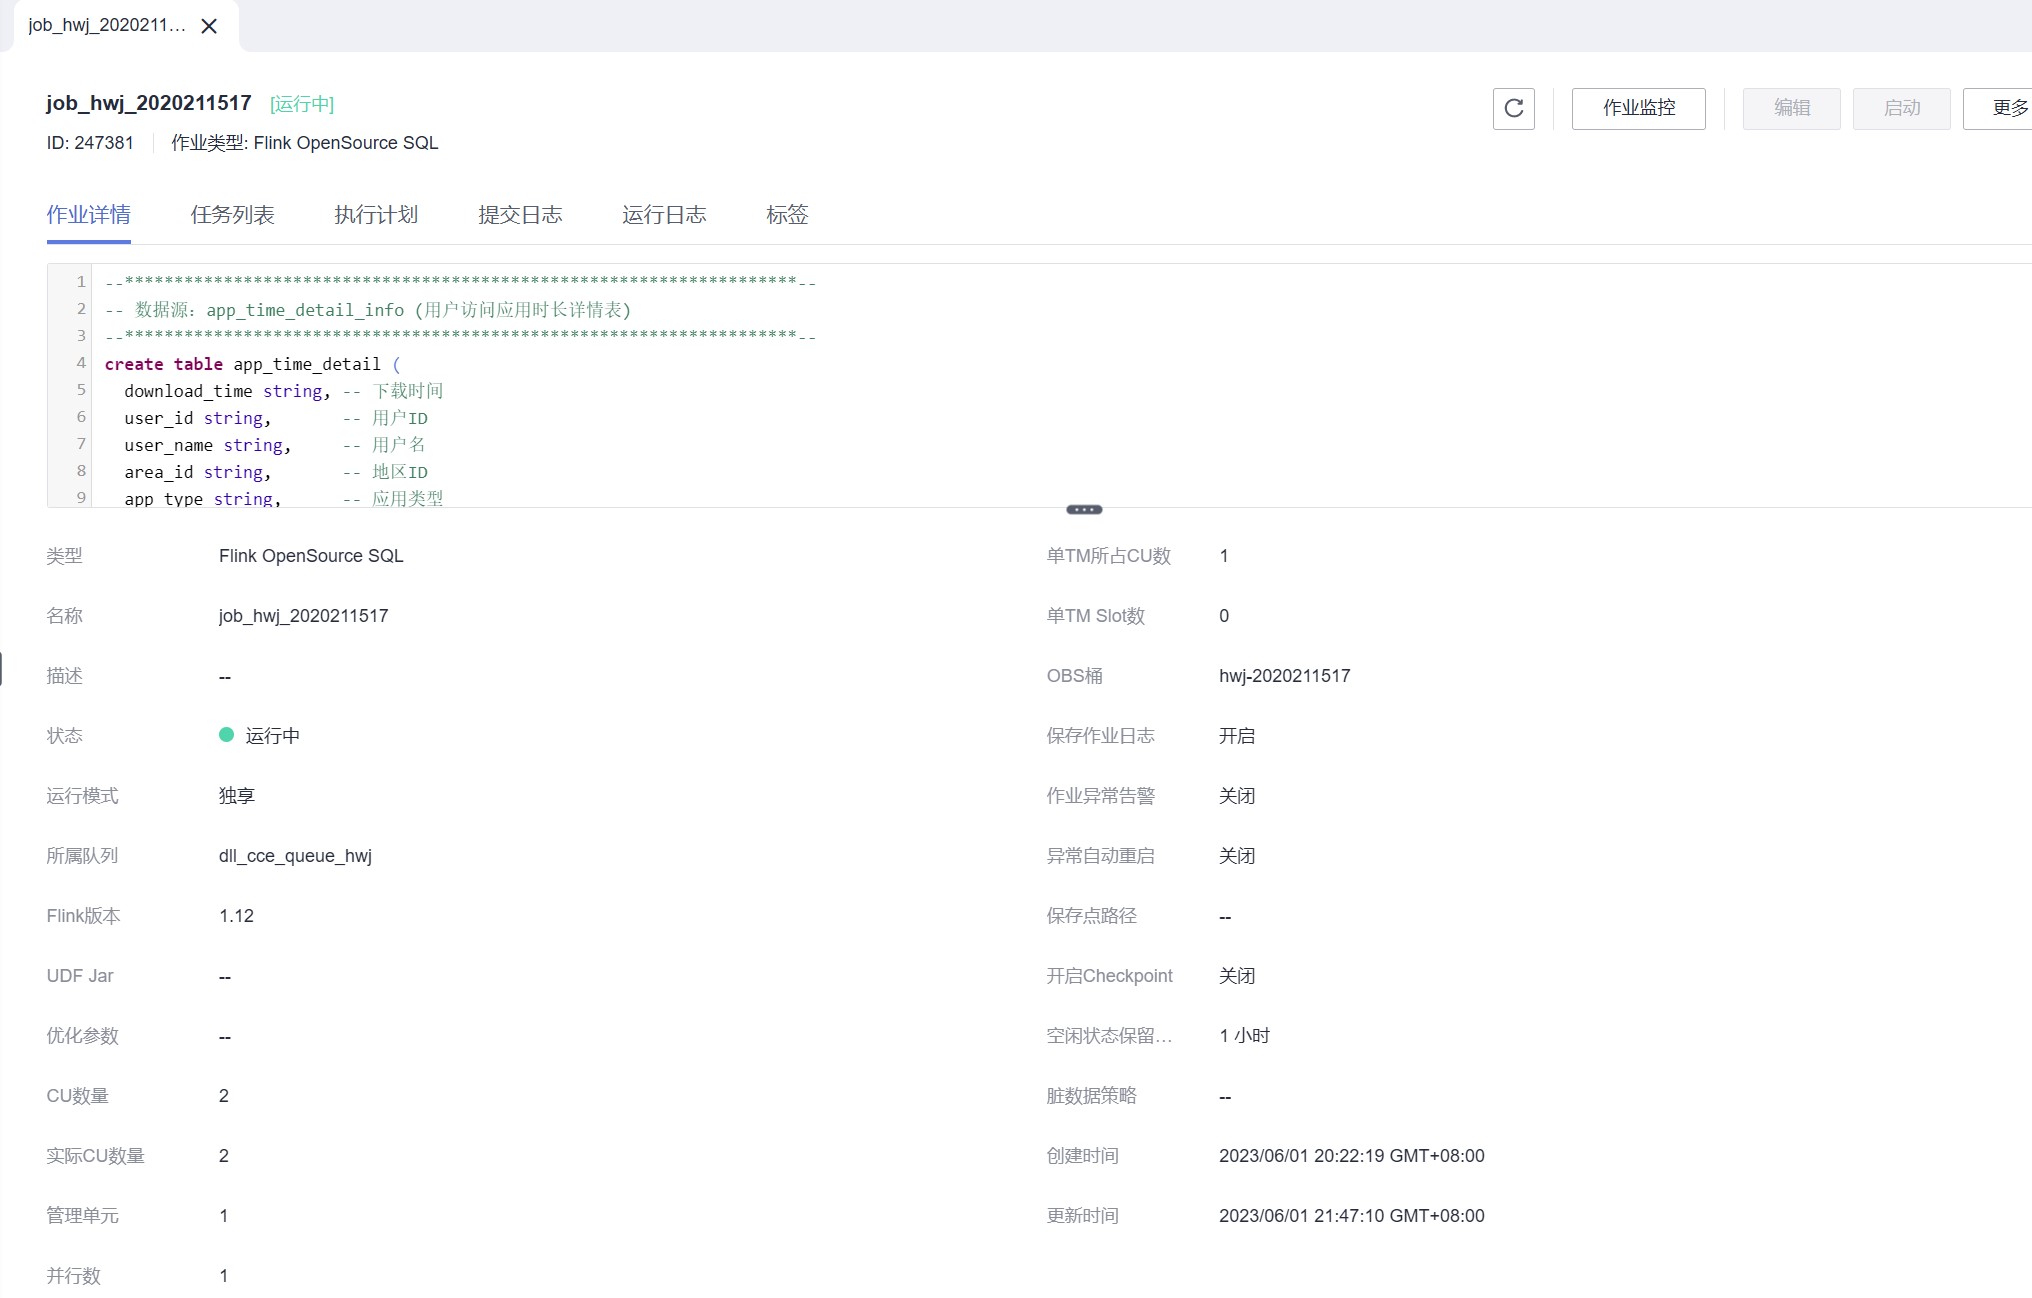 job_hwj_2020211...
job_hwj_2020211517 [运行中]
作业监控 编辑 启动 更多
ID: 247381 作业类型: Flink OpenSource SQL
作业详情 任务列表 执行计划 提交日志 运行日志 标签
1 --********************************************************************--
2 -- 数据源: app_time_detail_info (用户访问应用时长详情表)
3 --********************************************************************--
4 create table app_time_detail (
5 download_time string, -- 下载时间
6 user_id string, -- 用户ID
7 user_name string, -- 用户名
8 area_id string, -- 地区ID
9 app_type string, -- 应用类型
类型 Flink OpenSource SQL 单TM所占CU数 1
名称 job_hwj_2020211517 单TM Slot数 0
描述 -- OBS桶 hwj-2020211517
状态 运行中 保存作业日志 开启
运行模式 独享 作业异常告警 关闭
所属队列 dll_cce_queue_hwj 异常自动重启 关闭
Flink版本 1.12 保存点路径 --
UDF Jar -- 开启Checkpoint 关闭
优化参数 -- 空闲状态保留... 1 小时
CU数量 2 脏数据策略 --
实际CU数量 2 创建时间 2023/06/01 20:22:19 GMT+08:00
管理单元 1 更新时间 2023/06/01 21:47:10 GMT+08:00
并行数 1